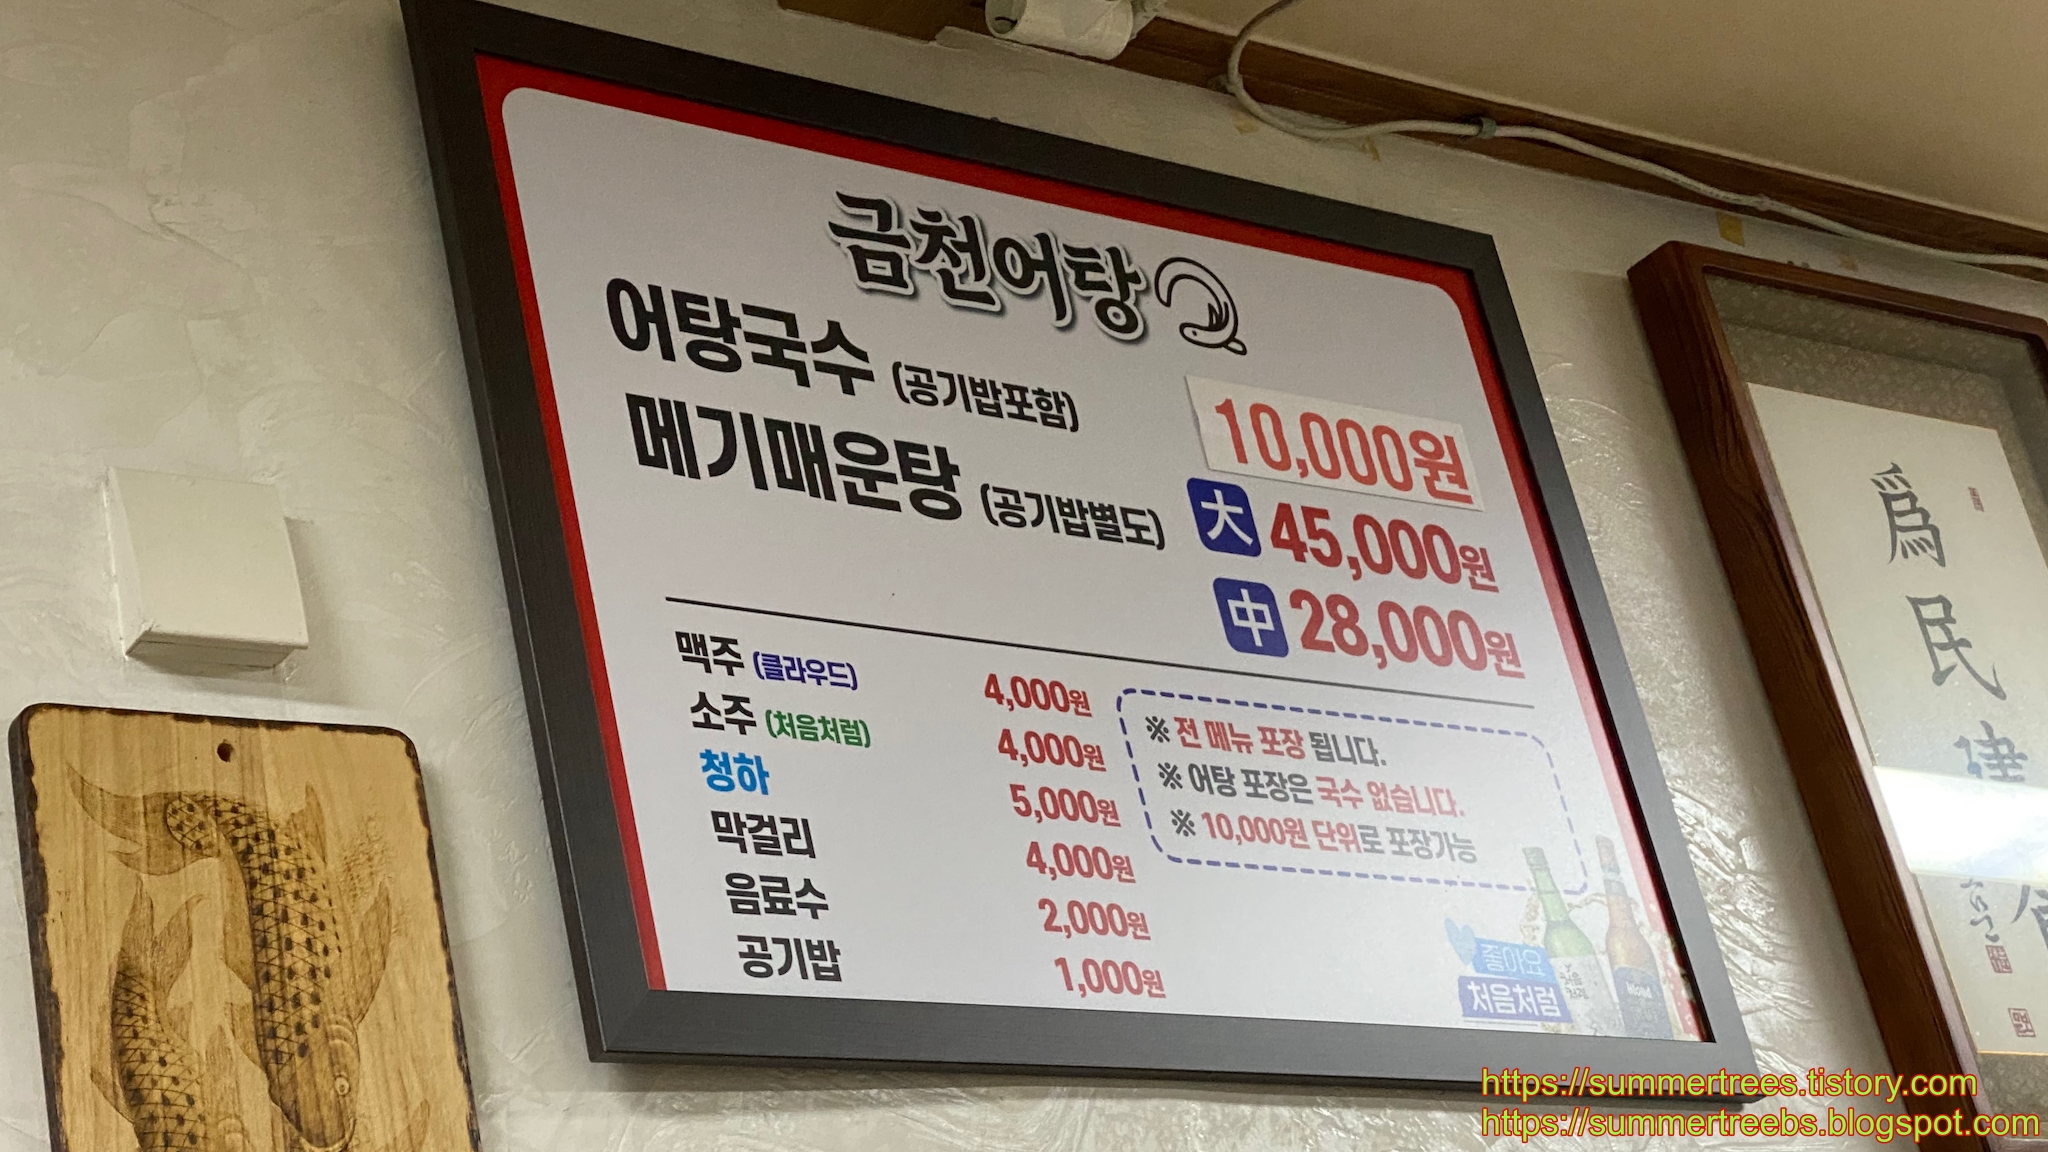 금천어탕
어탕국수 (공기밥포함) 10,000원
메기매운탕 (공기밥별도) 大 45,000원
中 28,000원
맥주 (클라우드) 4,000원
소주 (처음처럼) 4,000원
청하 5,000원
막걸리 4,000원
음료수 2,000원
공기밥 1,000원
※ 전 메뉴 포장 됩니다.
※ 어탕 포장은 국수 없습니다.
※ 10,000원 단위로 포장가능
좋아요
처음처럼
爲
民
https://summertrees.tistory.com
https://summertreebs.blogspot.com